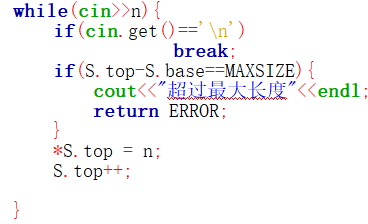 while(cin>>n){
if(cin.get()=='\n')
break;
if(S.top-S.base==MAXSIZE){
cout<<"超过最大长度"<<endl;
return ERROR;
}
*S.top = n;
S.top++;
}